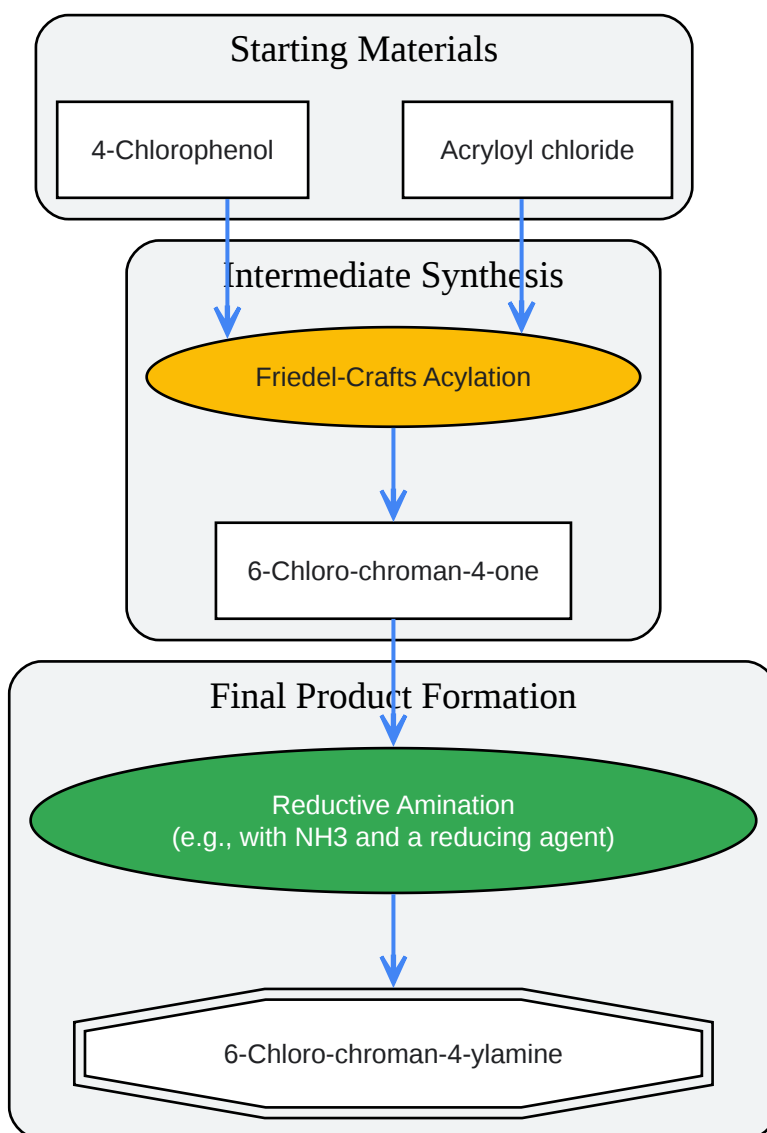 Starting Materials
4-Chlorophenol
Acryloyl chloride
Intermediate Synthesis
Friedel-Crafts Acylation
6-Chloro-chroman-4-one
Final Product Formation
Reductive Amination
(e.g., with NH3 and a reducing agent)
6-Chloro-chroman-4-ylamine